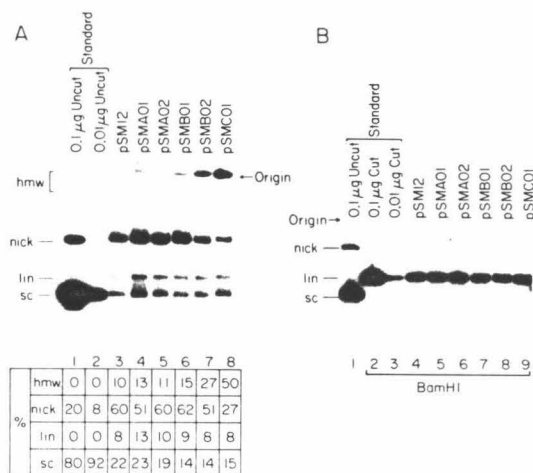 A
Standard
0.1 µg Uncut
0.01 µg Uncut
pSM12
pSMA01
pSMA02
pSMB01
pSMB02
pSMC01
hmw
Origin
nick
lin
sc
1 2 3 4 5 6 7 8
% hmw 0 0 10 13 11 15 27 50
nick 20 8 60 51 60 62 51 27
lin 0 0 8 13 10 9 8 8
sc 80 92 22 23 19 14 14 15
B
Standard
0.1 µg Uncut
0.1 µg Cut
0.01 µg Cut
pSM12
pSMA01
pSMA02
pSMB01
pSMB02
pSMC01
Origin
nick
lin
sc
1 2 3 4 5 6 7 8 9
BamHI